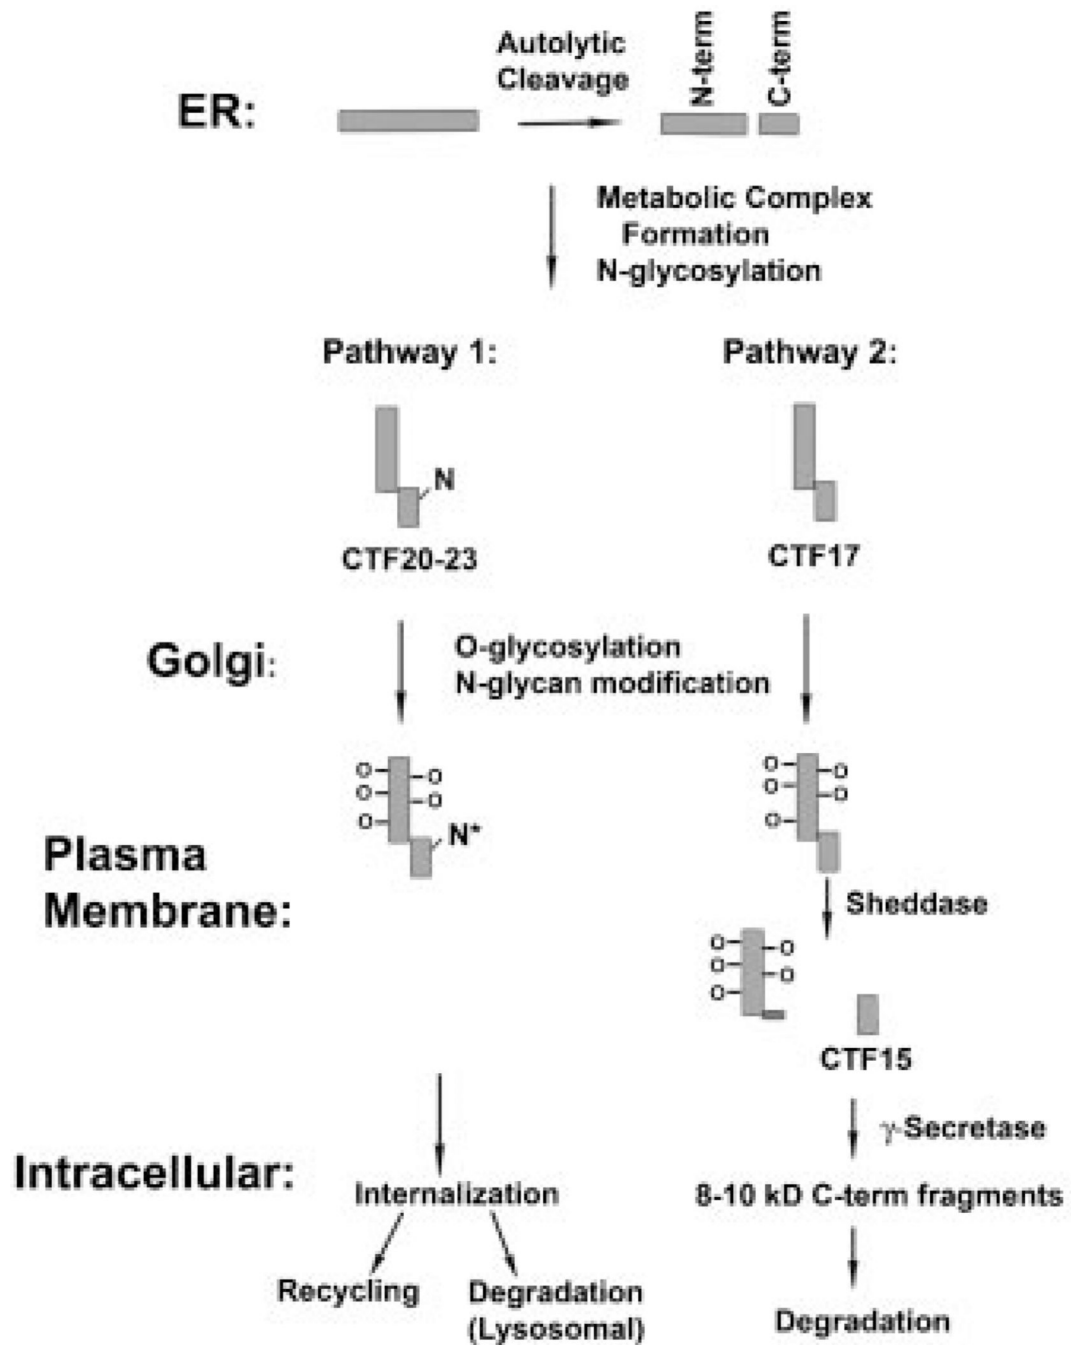 Autolytic
Cleavage
N-term
C-term
ER:
Metabolic Complex
Formation
N-glycosylation
Pathway 1:
Pathway 2:
N
CTF20-23
CTF17
Golgi:
O-glycosylation
N-glycan modification
O O
O O
O
N*
O O
O O
O
Plasma
Membrane:
Sheddase
O O
O O
O
CTF15
γ-Secretase
Intracellular:
Internalization
8-10 kD C-term fragments
Recycling
Degradation
(Lysosomal)
Degradation